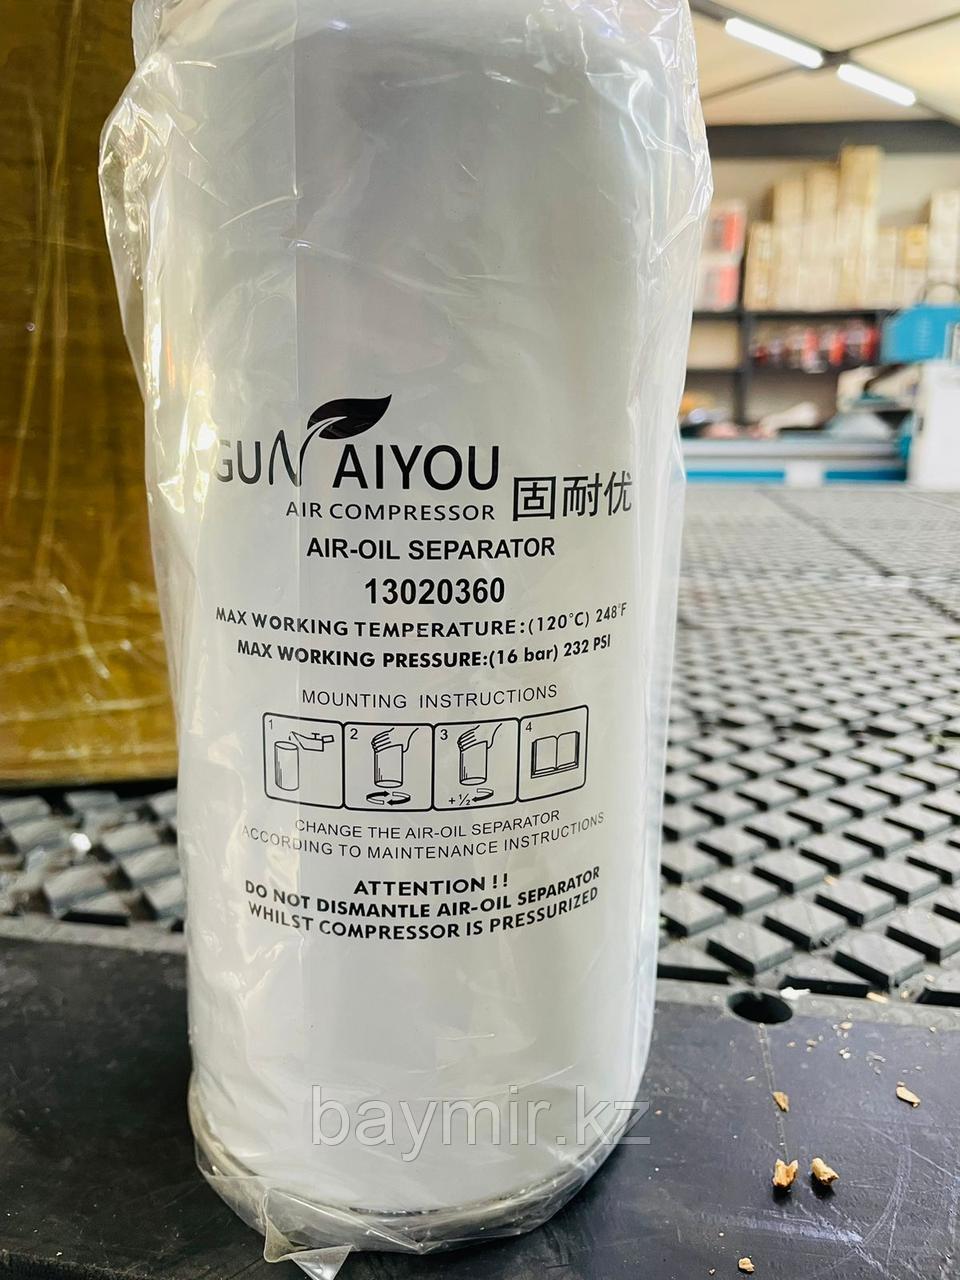 GUNAIYOU
固耐优
AIR COMPRESSOR
AIR-OIL SEPARATOR
13020360
MAX WORKING TEMPERATURE:(120°C) 248°F
MAX WORKING PRESSURE:(16 bar) 232 PSI
MOUNTING INSTRUCTIONS
1 2 3 4
+½
CHANGE THE AIR-OIL SEPARATOR
ACCORDING TO MAINTENANCE INSTRUCTIONS
ATTENTION !!
DO NOT DISMANTLE AIR-OIL SEPARATOR
WHILST COMPRESSOR IS PRESSURIZED
baymir.kz